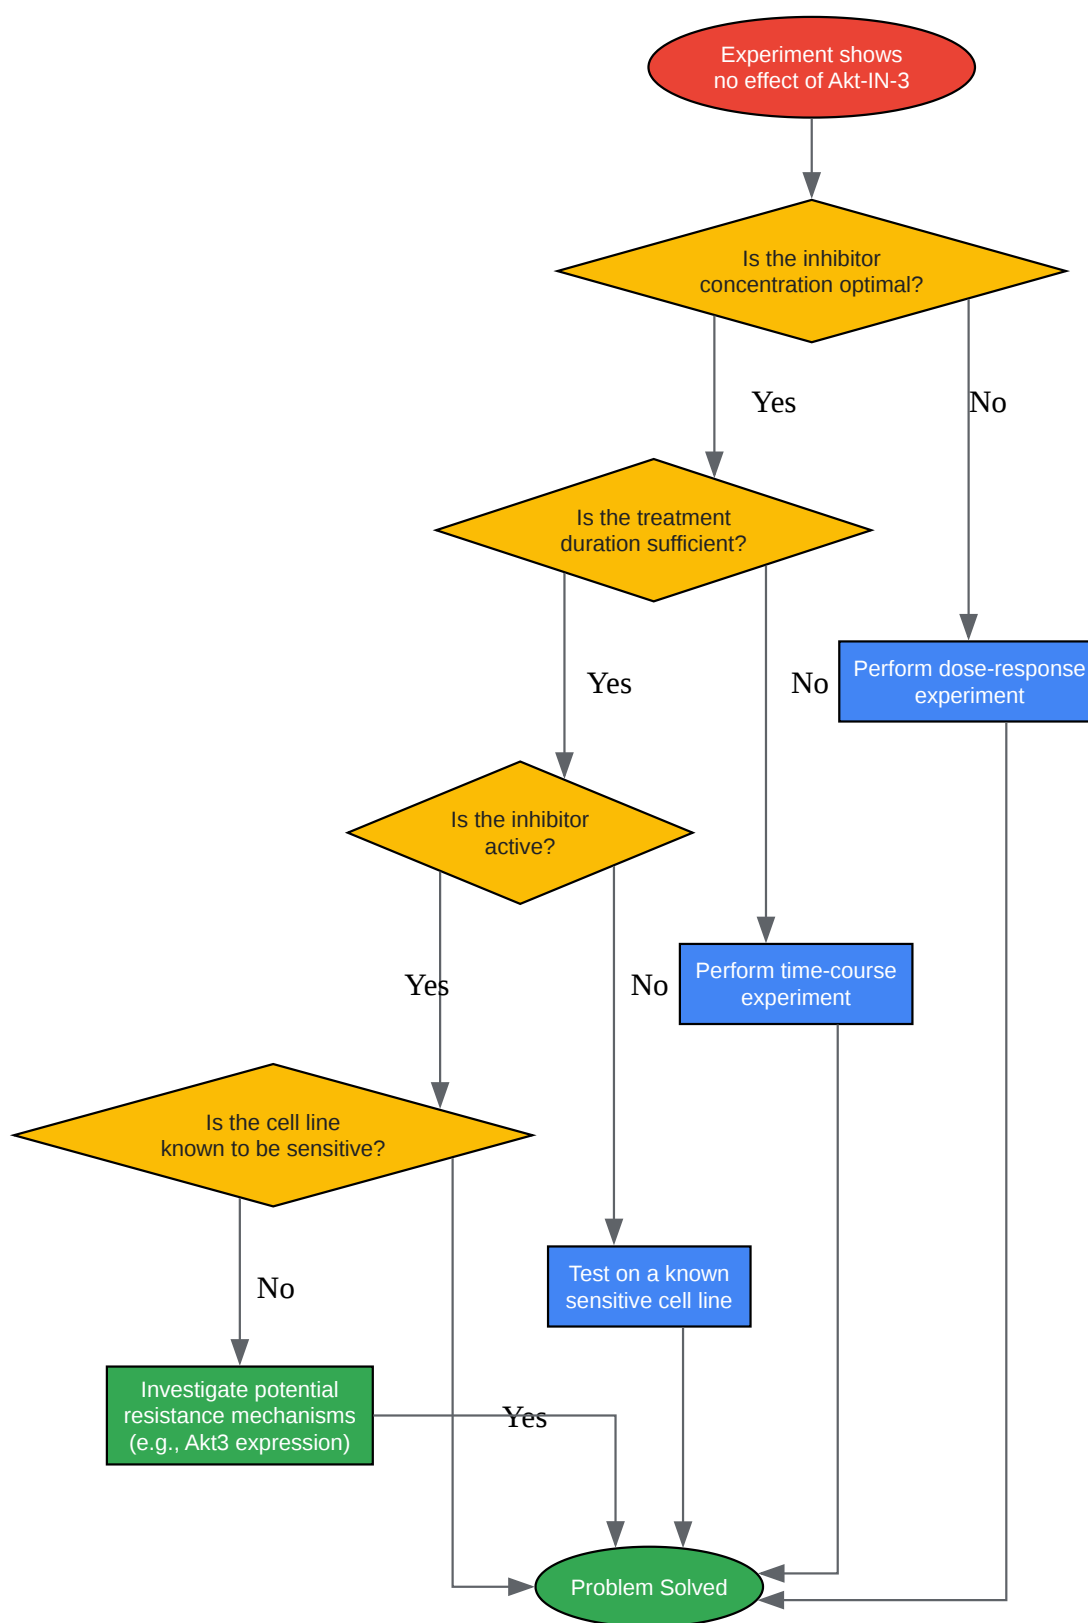 Experiment shows
no effect of Akt-IN-3
Is the inhibitor
concentration optimal?
Yes
No
Is the treatment
duration sufficient?
Yes
No
Perform dose-response
experiment
Is the inhibitor
active?
Yes
No
Perform time-course
experiment
Is the cell line
known to be sensitive?
No
Test on a known
sensitive cell line
Investigate potential
resistance mechanisms
(e.g., Akt3 expression)
Yes
Problem Solved